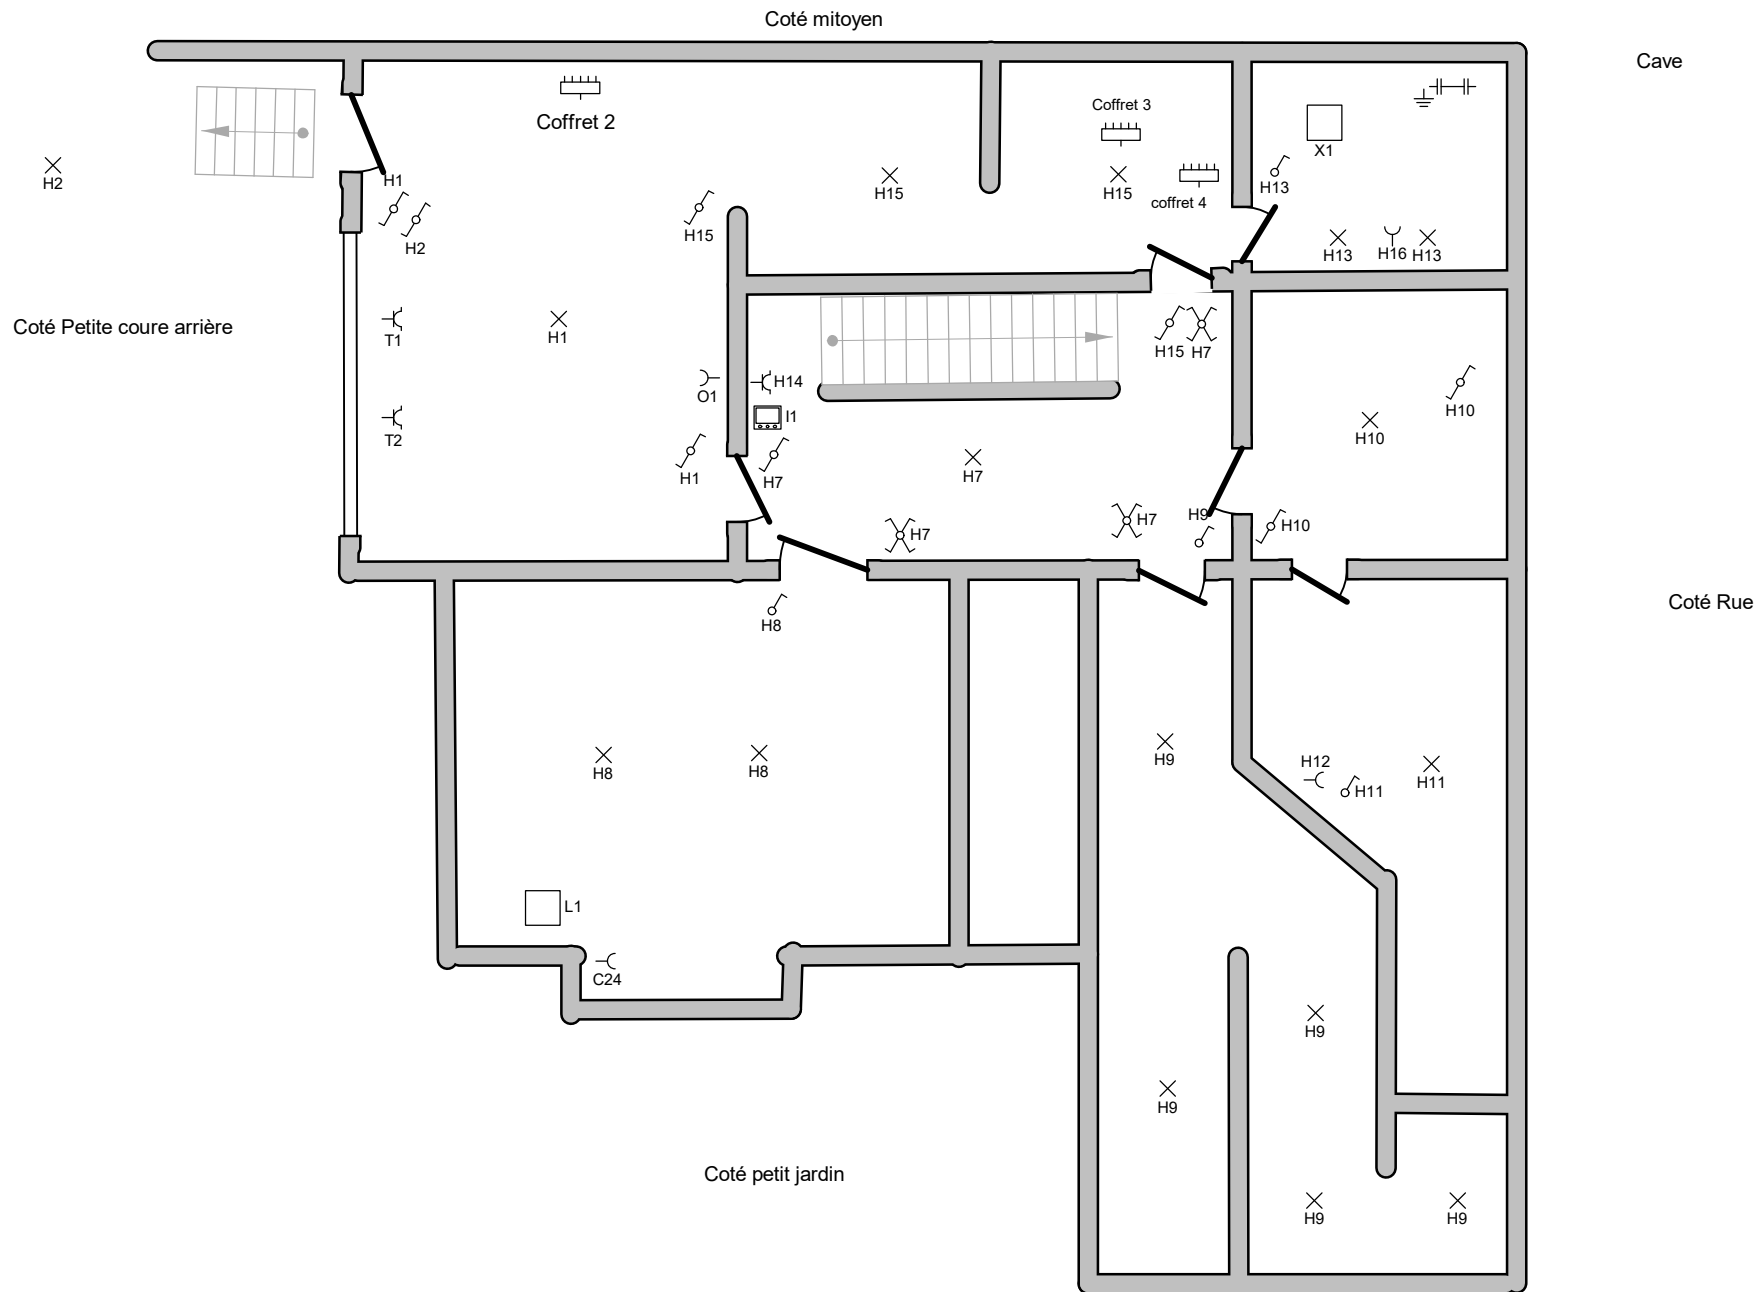 Coté mitoyen
Cave
Coffret 2
Coffret 3
X1
H2
H1
H13
H15
H15
coffret 4
H2
H15
H13
H16
H13
Coté Petite coure arrière
T1
H1
H15
H7
O1
H14
I1
H10
T2
H10
H1
H7
H7
H9
H7
H7
H10
Coté Rue
H8
H8
H8
H9
H12
H11
H11
L1
C24
H9
H9
Coté petit jardin
H9
H9